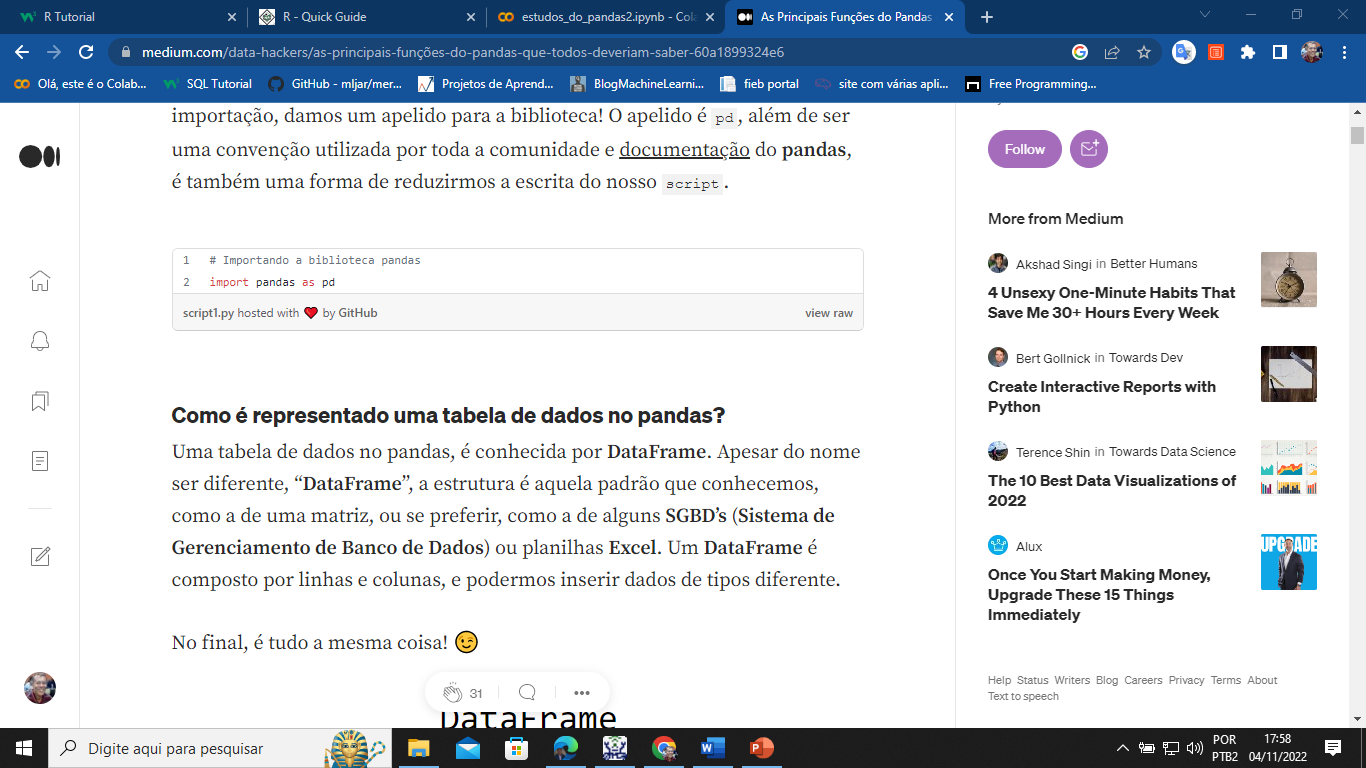 R Tutorial
R - Quick Guide
estudos_do_pandas2.ipynb - Cola
As Principais Funções do Pandas
medium.com/data-hackers/as-principais-funções-do-pandas-que-todos-deveriam-saber-60a1899324e6
Olá, este é o Colab...
SQL Tutorial
GitHub - mljar/mer...
Projetos de Aprend...
BlogMachineLearni...
fieb portal
site com várias apli...
Free Programming...
importação, damos um apelido para a biblioteca! O apelido é pd, além de ser
uma convenção utilizada por toda a comunidade e documentação do pandas,
é também uma forma de reduzirmos a escrita do nosso script.
1 # Importando a biblioteca pandas
2 import pandas as pd
script1.py hosted with ❤ by GitHub
view raw
Como é representado uma tabela de dados no pandas?
Uma tabela de dados no pandas, é conhecida por DataFrame. Apesar do nome
ser diferente, “DataFrame”, a estrutura é aquela padrão que conhecemos,
como a de uma matriz, ou se preferir, como a de alguns SGBD’s (Sistema de
Gerenciamento de Banco de Dados) ou planilhas Excel. Um DataFrame é
composto por linhas e colunas, e podermos inserir dados de tipos diferente.
No final, é tudo a mesma coisa! 😉
31
DataFrame
Follow
More from Medium
Akshad Singi in Better Humans
4 Unsexy One-Minute Habits That
Save Me 30+ Hours Every Week
Bert Gollnick in Towards Dev
Create Interactive Reports with
Python
Terence Shin in Towards Data Science
The 10 Best Data Visualizations of
2022
Alux
Once You Start Making Money,
Upgrade These 15 Things
Immediately
UPGRADE
Help Status Writers Blog Careers Privacy Terms About
Text to speech
Digite aqui para pesquisar
POR
PTB2
17:58
04/11/2022